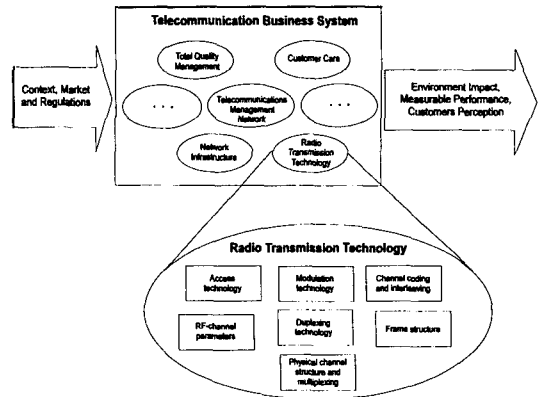 Telecommunication Business System
Total Quality
Management
Customer Care
Context, Market
and Regulations
. . .
Telecommunications
Management
Network
. . .
Environment Impact,
Measurable Performance,
Customers Perception
Network
Infrastructure
Radio
Transmission
Technology
Radio Transmission Technology
Access
technology
Modulation
technology
Channel coding
and interleaving
RF-channel
parameters
Duplexing
technology
Frame structure
Physical channel
structure and
multiplexing